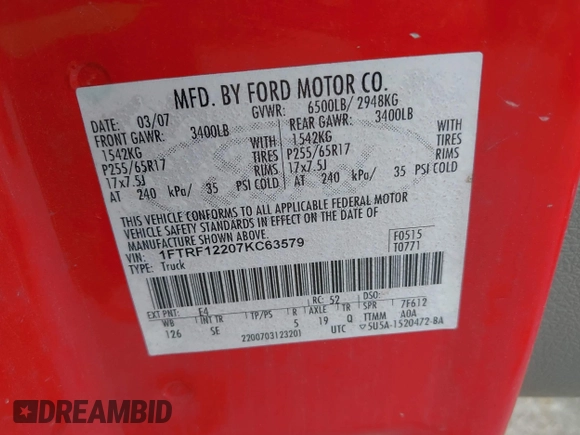 MFD. BY FORD MOTOR CO.
DATE: 03/07 GVWR: 6500LB/ 2948KG
FRONT GAWR: 3400LB REAR GAWR: 3400LB
1542KG TIRES 1542KG TIRES
P255/65R17 RIMS P255/65R17 RIMS
17x7.5J 17x7.5J
AT 240 kPa/ 35 PSI COLD AT 240 kPa/ 35 PSI COLD
THIS VEHICLE CONFORMS TO ALL APPLICABLE FEDERAL MOTOR
VEHICLE SAFETY STANDARDS IN EFFECT ON THE DATE OF
MANUFACTURE SHOWN ABOVE.
VIN: 1FTRF12207KC63579 F0515
TYPE: Truck T0771
EXT PNT: E4 RC: 52 DSO:
WB INT TR TP/PS R AXLE TR SPR 7F612
126 SE 5 19 Q TTMM A0A
2200703123201 UTC ▽5U5A-1520472-BA
Ford
DREAMBID